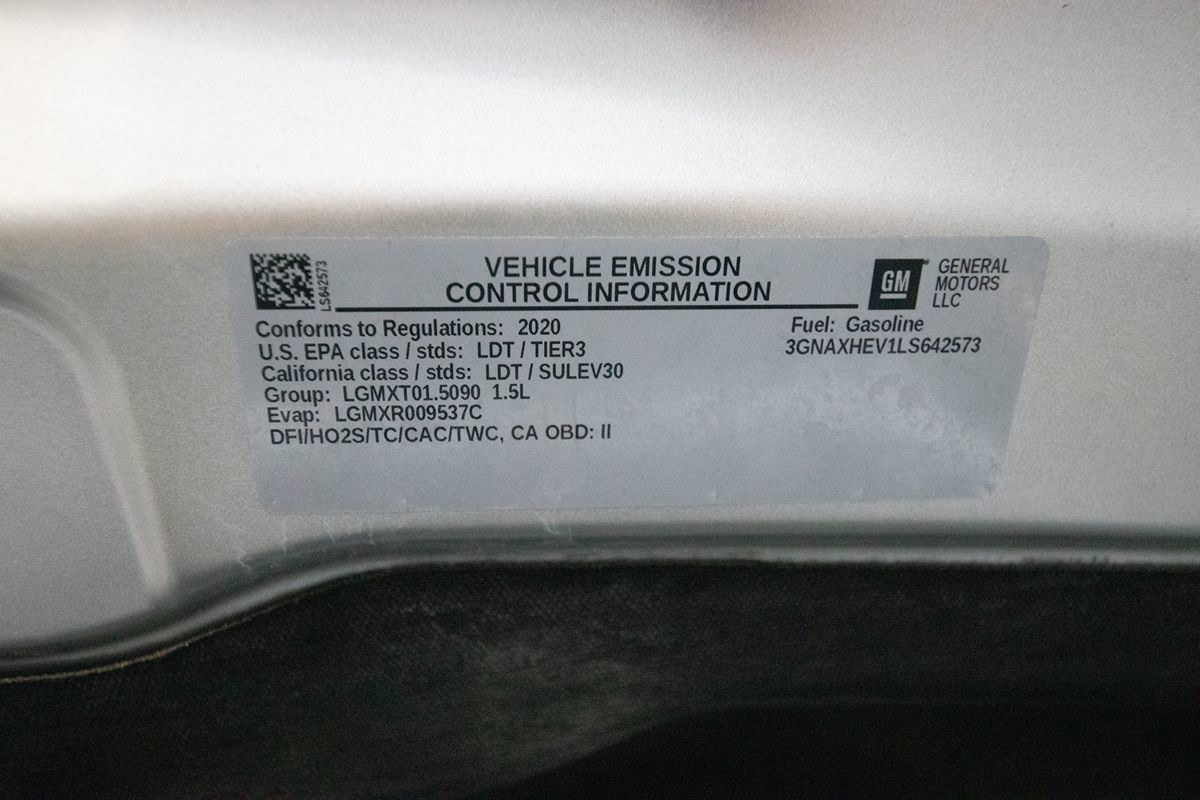 LS642573
VEHICLE EMISSION
CONTROL INFORMATION
GM
GENERAL
MOTORS
LLC
Conforms to Regulations: 2020
Fuel: Gasoline
U.S. EPA class / stds: LDT / TIER3
3GNAXHEV1LS642573
California class / stds: LDT / SULEV30
Group: LGMXT01.5090 1.5L
Evap: LGMXR009537C
DFI/HO2S/TC/CAC/TWC, CA OBD: II